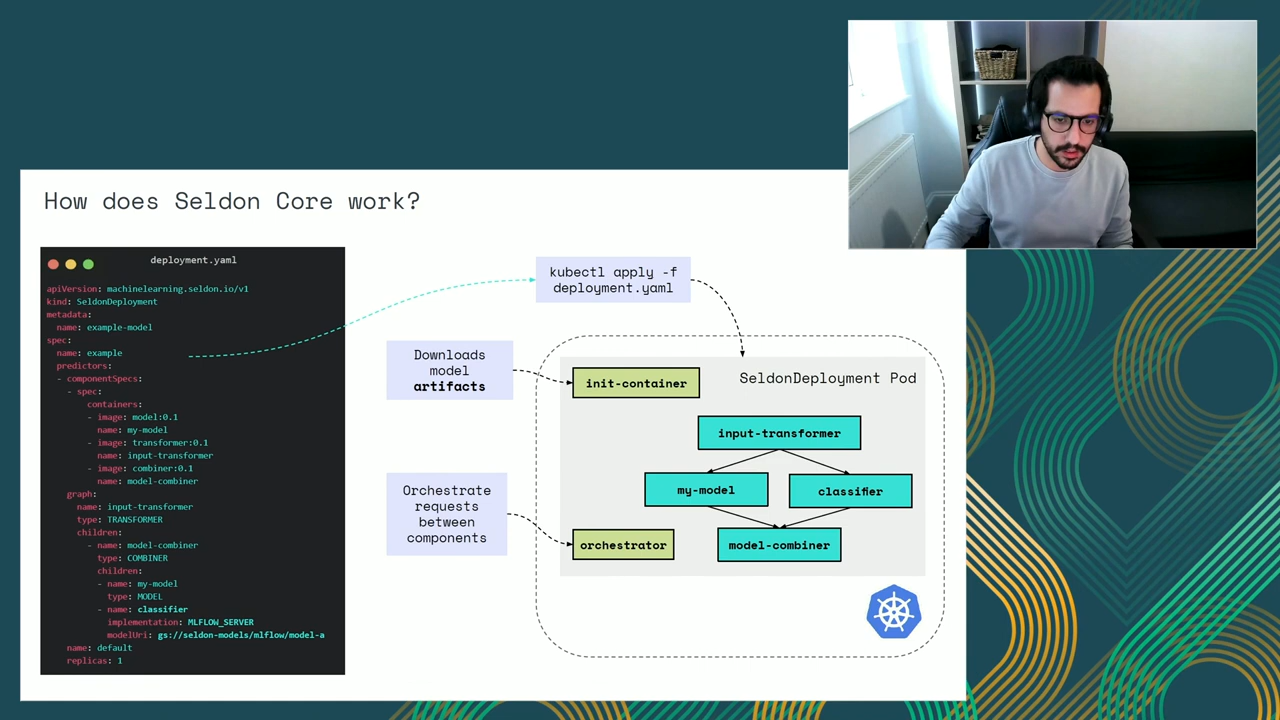 How does Seldon Core work?
deployment.yaml
apiVersion: machinelearning.seldon.io/v1
kind: SeldonDeployment
metadata:
name: example-model
spec:
name: example
predictors:
- componentSpecs:
- spec:
containers:
- image: model:0.1
name: my-model
- image: transformer:0.1
name: input-transformer
- image: combiner:0.1
name: model-combiner
graph:
name: input-transformer
type: TRANSFORMER
children:
- name: model-combiner
type: COMBINER
children:
- name: my-model
type: MODEL
- name: classifier
implementation: MLFLOW_SERVER
modelUri: gs://seldon-models/mlflow/model-a
name: default
replicas: 1
kubectl apply -f
deployment.yaml
Downloads
model
artifacts
Orchestrate
requests
between
components
SeldonDeployment Pod
init-container
input-transformer
my-model
classifier
orchestrator
model-combiner